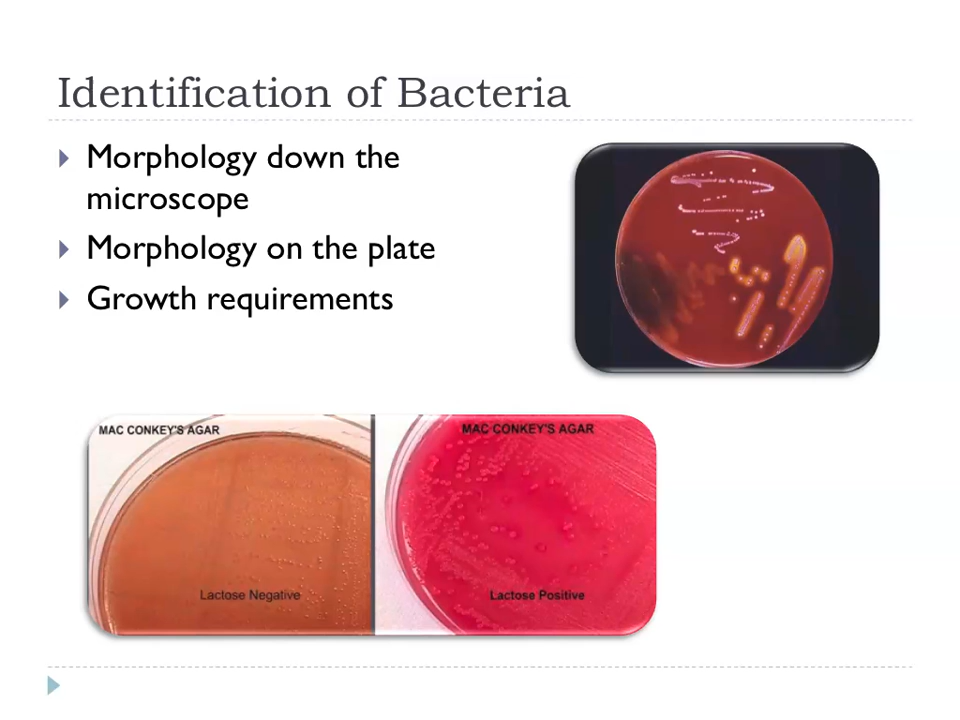 Identification of Bacteria
Morphology down the
microscope
Morphology on the plate
Growth requirements
MAC CONKEY'S AGAR
Lactose Negative
MAC CONKEY'S AGAR
Lactose Positive